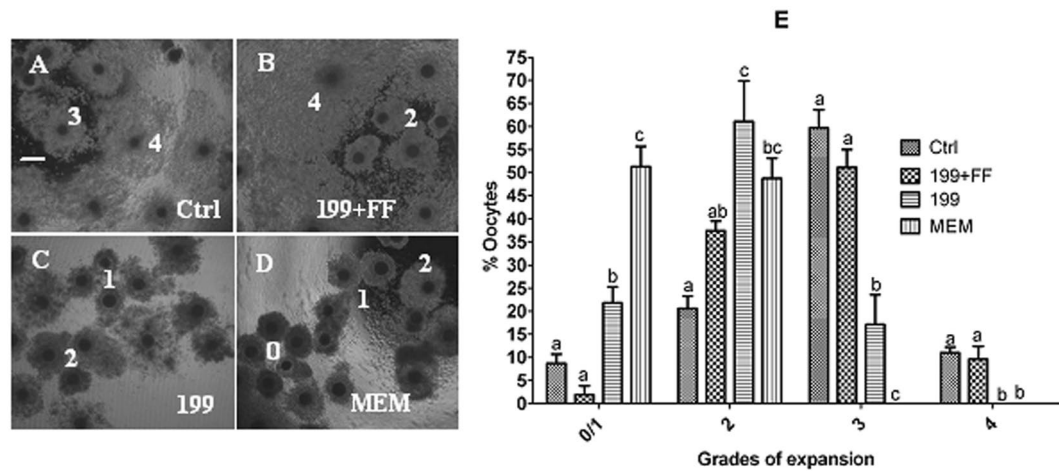 A
3
4
Ctrl
B
4
2
199+FF
C
1
2
199
D
2
1
0
MEM
E
% Oocytes
75
70
65
60
55
50
45
40
35
30
25
20
15
10
5
0
a a b c
a ab c bc
a a b c
a a b b
0/1 2 3 4
Grades of expansion
Ctrl
199+FF
199
MEM